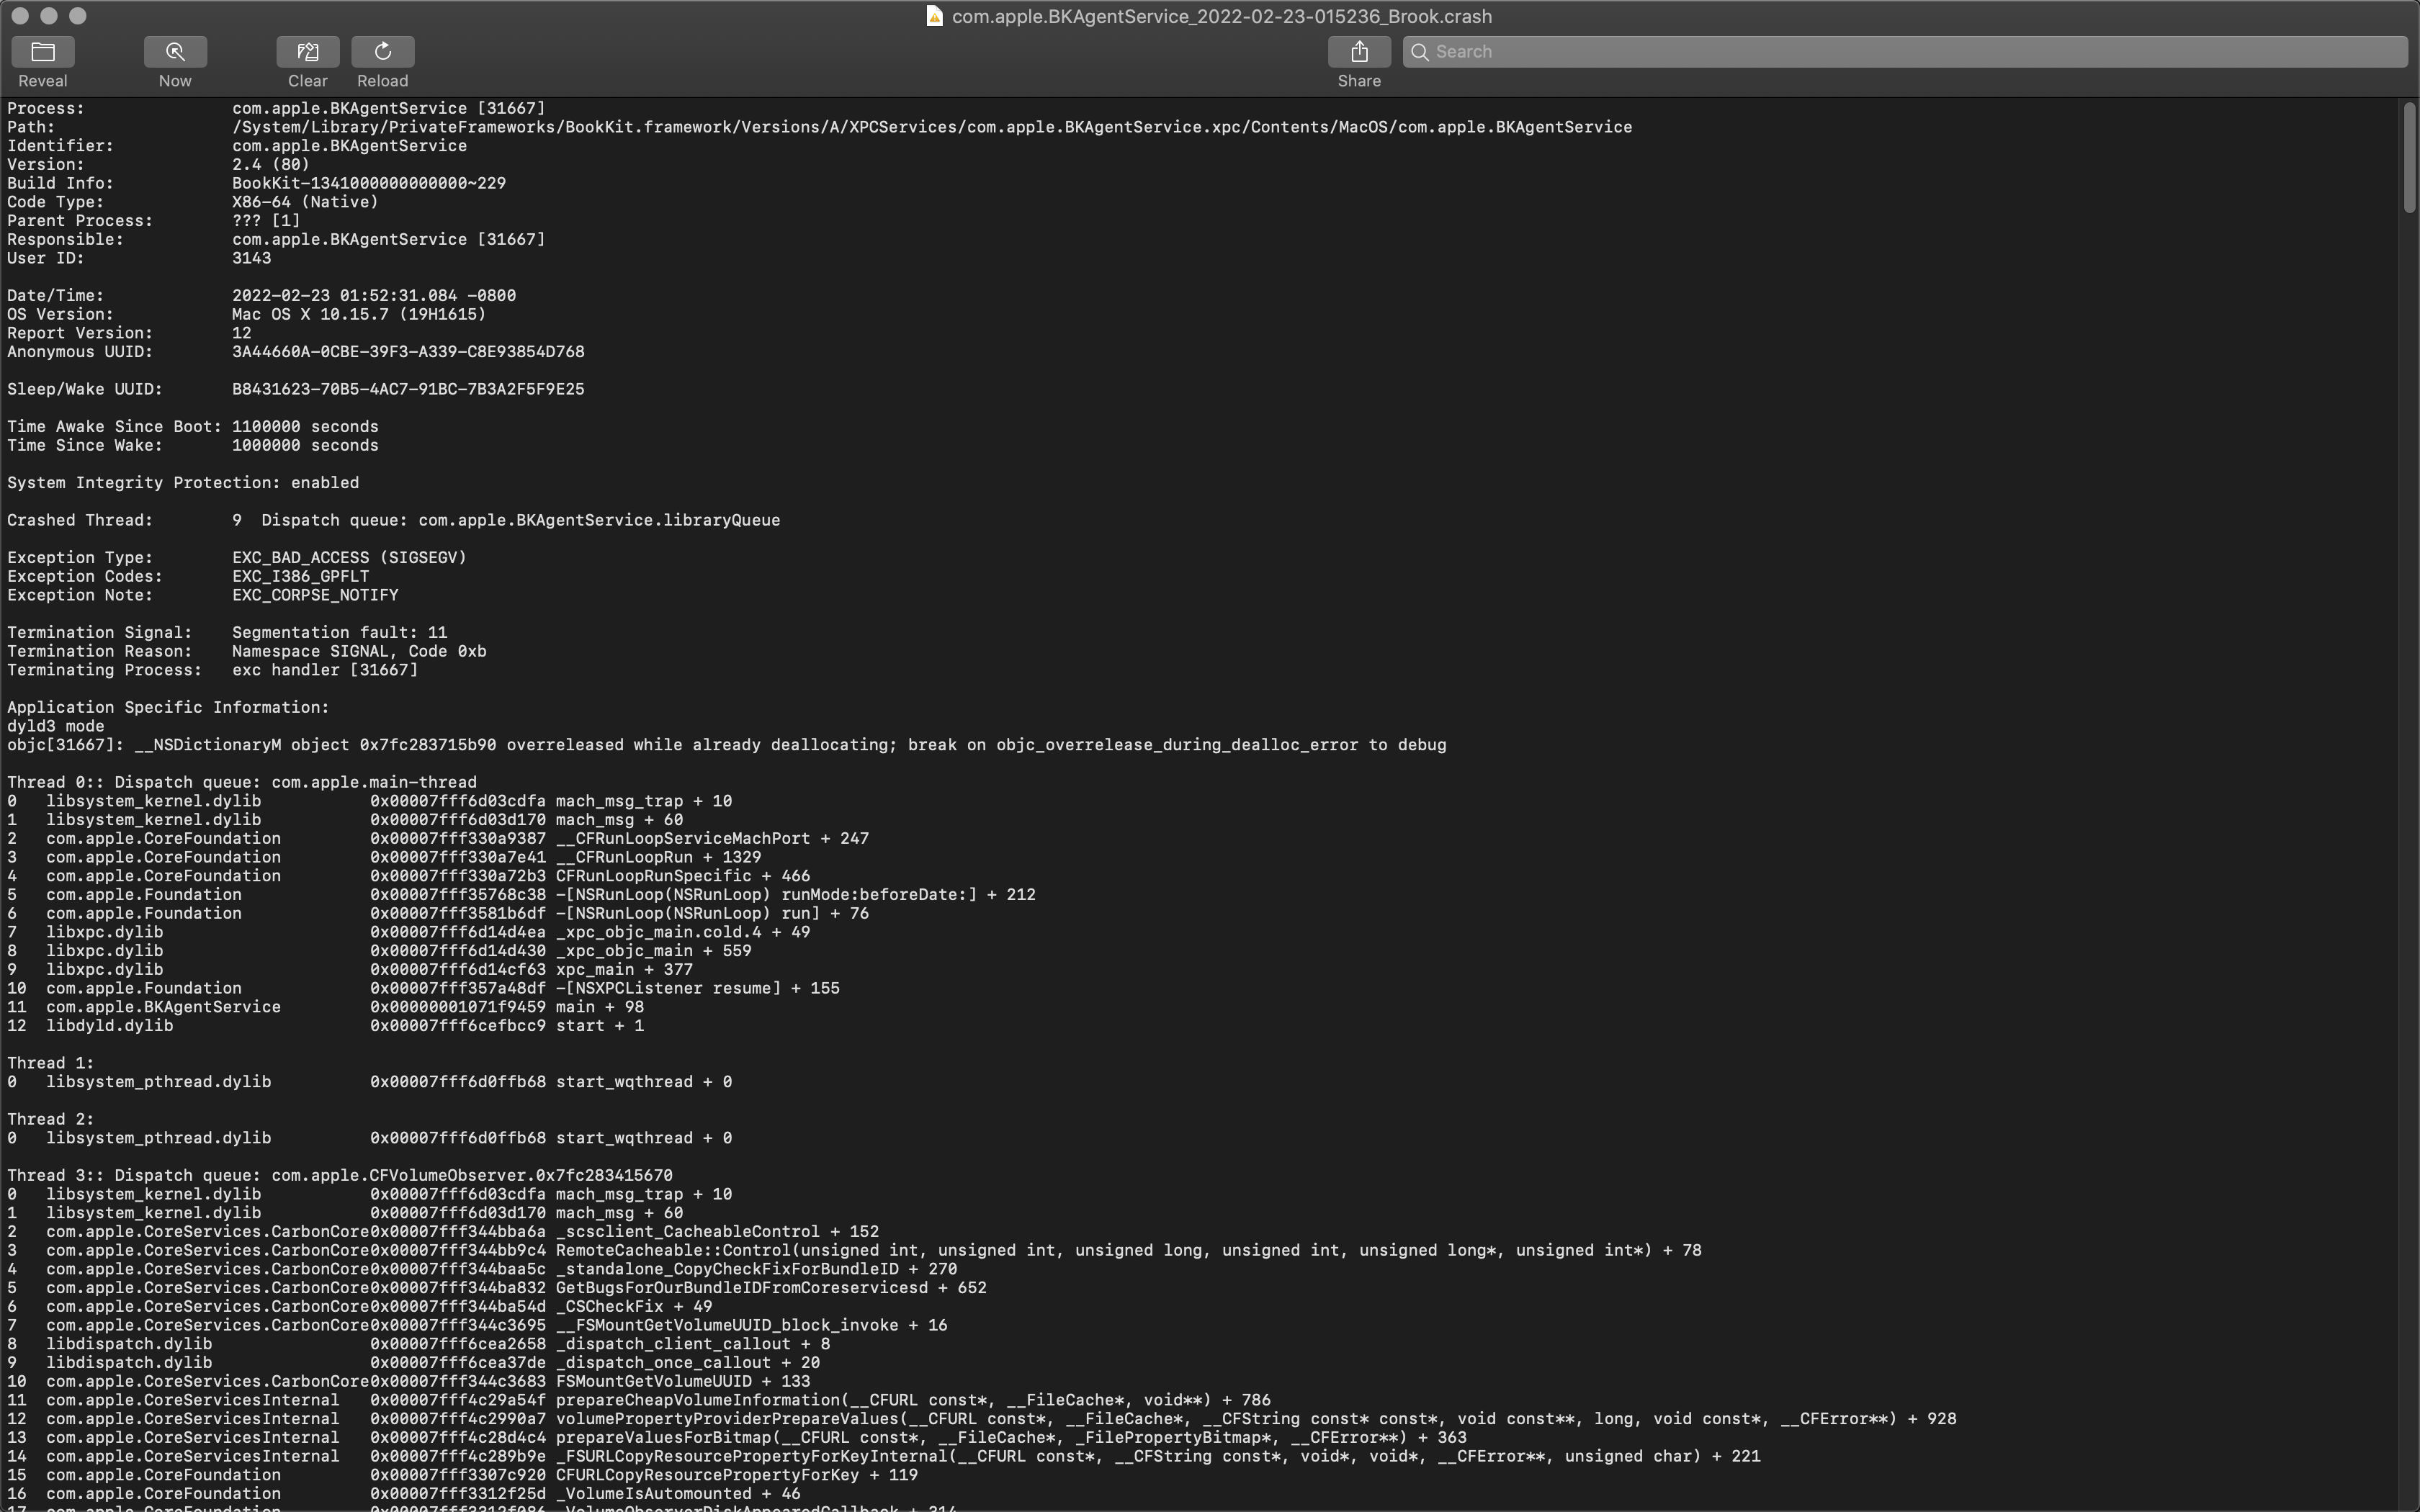 com.apple.BKAgentService_2022-02-23-015236_Brook.crash
Reveal Now Clear Reload Share Search
Process: com.apple.BKAgentService [31667]
Path: /System/Library/PrivateFrameworks/BookKit.framework/Versions/A/XPCServices/com.apple.BKAgentService.xpc/Contents/MacOS/com.apple.BKAgentService
Identifier: com.apple.BKAgentService
Version: 2.4 (80)
Build Info: BookKit-1341000000000000~229
Code Type: X86-64 (Native)
Parent Process: ??? [1]
Responsible: com.apple.BKAgentService [31667]
User ID: 3143
Date/Time: 2022-02-23 01:52:31.084 -0800
OS Version: Mac OS X 10.15.7 (19H1615)
Report Version: 12
Anonymous UUID: 3A44660A-0CBE-39F3-A339-C8E93854D768
Sleep/Wake UUID: B8431623-70B5-4AC7-91BC-7B3A2F5F9E25
Time Awake Since Boot: 1100000 seconds
Time Since Wake: 1000000 seconds
System Integrity Protection: enabled
Crashed Thread: 9 Dispatch queue: com.apple.BKAgentService.libraryQueue
Exception Type: EXC_BAD_ACCESS (SIGSEGV)
Exception Codes: EXC_I386_GPFLT
Exception Note: EXC_CORPSE_NOTIFY
Termination Signal: Segmentation fault: 11
Termination Reason: Namespace SIGNAL, Code 0xb
Terminating Process: exc handler [31667]
Application Specific Information:
dyld3 mode
objc[31667]: __NSDictionaryM object 0x7fc283715b90 overreleased while already deallocating; break on objc_overrelease_during_dealloc_error to debug
Thread 0:: Dispatch queue: com.apple.main-thread
0 libsystem_kernel.dylib 0x00007fff6d03cdfa mach_msg_trap + 10
1 libsystem_kernel.dylib 0x00007fff6d03d170 mach_msg + 60
2 com.apple.CoreFoundation 0x00007fff330a9387 __CFRunLoopServiceMachPort + 247
3 com.apple.CoreFoundation 0x00007fff330a7e41 __CFRunLoopRun + 1329
4 com.apple.CoreFoundation 0x00007fff330a72b3 CFRunLoopRunSpecific + 466
5 com.apple.Foundation 0x00007fff35768c38 -[NSRunLoop(NSRunLoop) runMode:beforeDate:] + 212
6 com.apple.Foundation 0x00007fff3581b6df -[NSRunLoop(NSRunLoop) run] + 76
7 libxpc.dylib 0x00007fff6d14d4ea _xpc_objc_main.cold.4 + 49
8 libxpc.dylib 0x00007fff6d14d430 _xpc_objc_main + 559
9 libxpc.dylib 0x00007fff6d14cf63 xpc_main + 377
10 com.apple.Foundation 0x00007fff357a48df -[NSXPCListener resume] + 155
11 com.apple.BKAgentService 0x00000001071f9459 main + 98
12 libdyld.dylib 0x00007fff6cefbcc9 start + 1
Thread 1:
0 libsystem_pthread.dylib 0x00007fff6d0ffb68 start_wqthread + 0
Thread 2:
0 libsystem_pthread.dylib 0x00007fff6d0ffb68 start_wqthread + 0
Thread 3:: Dispatch queue: com.apple.CFVolumeObserver.0x7fc283415670
0 libsystem_kernel.dylib 0x00007fff6d03cdfa mach_msg_trap + 10
1 libsystem_kernel.dylib 0x00007fff6d03d170 mach_msg + 60
2 com.apple.CoreServices.CarbonCore0x00007fff344bba6a _scsclient_CacheableControl + 152
3 com.apple.CoreServices.CarbonCore0x00007fff344bb9c4 RemoteCacheable::Control(unsigned int, unsigned int, unsigned long, unsigned int, unsigned long*, unsigned int*) + 78
4 com.apple.CoreServices.CarbonCore0x00007fff344baa5c _standalone_CopyCheckFixForBundleID + 270
5 com.apple.CoreServices.CarbonCore0x00007fff344ba832 GetBugsForOurBundleIDFromCoreservicesd + 652
6 com.apple.CoreServices.CarbonCore0x00007fff344ba54d _CSCheckFix + 49
7 com.apple.CoreServices.CarbonCore0x00007fff344c3695 __FSMountGetVolumeUUID_block_invoke + 16
8 libdispatch.dylib 0x00007fff6cea2658 _dispatch_client_callout + 8
9 libdispatch.dylib 0x00007fff6cea37de _dispatch_once_callout + 20
10 com.apple.CoreServices.CarbonCore0x00007fff344c3683 FSMountGetVolumeUUID + 133
11 com.apple.CoreServicesInternal 0x00007fff4c29a54f prepareCheapVolumeInformation(__CFURL const*, __FileCache*, void**) + 786
12 com.apple.CoreServicesInternal 0x00007fff4c2990a7 volumePropertyProviderPrepareValues(__CFURL const*, __FileCache*, __CFString const* const*, void const**, long, void const*, __CFError**) + 928
13 com.apple.CoreServicesInternal 0x00007fff4c28d4c4 prepareValuesForBitmap(__CFURL const*, __FileCache*, _FilePropertyBitmap*, __CFError**) + 363
14 com.apple.CoreServicesInternal 0x00007fff4c289b9e _FSURLCopyResourcePropertyForKeyInternal(__CFURL const*, __CFString const*, void*, void*, __CFError**, unsigned char) + 221
15 com.apple.CoreFoundation 0x00007fff3307c920 CFURLCopyResourcePropertyForKey + 119
16 com.apple.CoreFoundation 0x00007fff3312f25d _VolumeIsAutomounted + 46
17 com.apple.CoreFoundation 0x00007fff3312f086 _VolumeObserverDiskAppearedCallback + 314